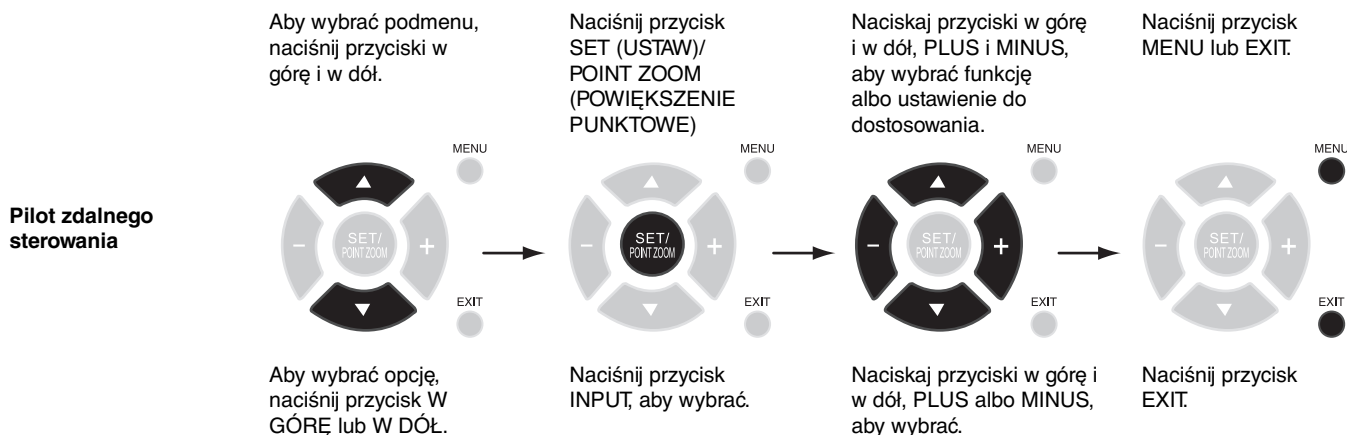 Aby wybrać podmenu,
naciśnij przyciski w
górę i w dół.
Naciśnij przycisk
SET (USTAW)/
POINT ZOOM
(POWIĘKSZENIE
PUNKTOWE)
Naciskaj przyciski w górę
i w dół, PLUS i MINUS,
aby wybrać funkcję
albo ustawienie do
dostosowania.
Naciśnij przycisk
MENU lub EXIT.
Pilot zdalnego
sterowania
MENU
SET/
POINT ZOOM
- +
EXIT
MENU
SET/
POINT ZOOM
- +
EXIT
MENU
SET/
POINT ZOOM
- +
EXIT
MENU
SET/
POINT ZOOM
- +
EXIT
Aby wybrać opcję,
naciśnij przycisk W
GÓRĘ lub W DÓŁ.
Naciśnij przycisk
INPUT, aby wybrać.
Naciskaj przyciski w górę i
w dół, PLUS albo MINUS,
aby wybrać.
Naciśnij przycisk
EXIT.